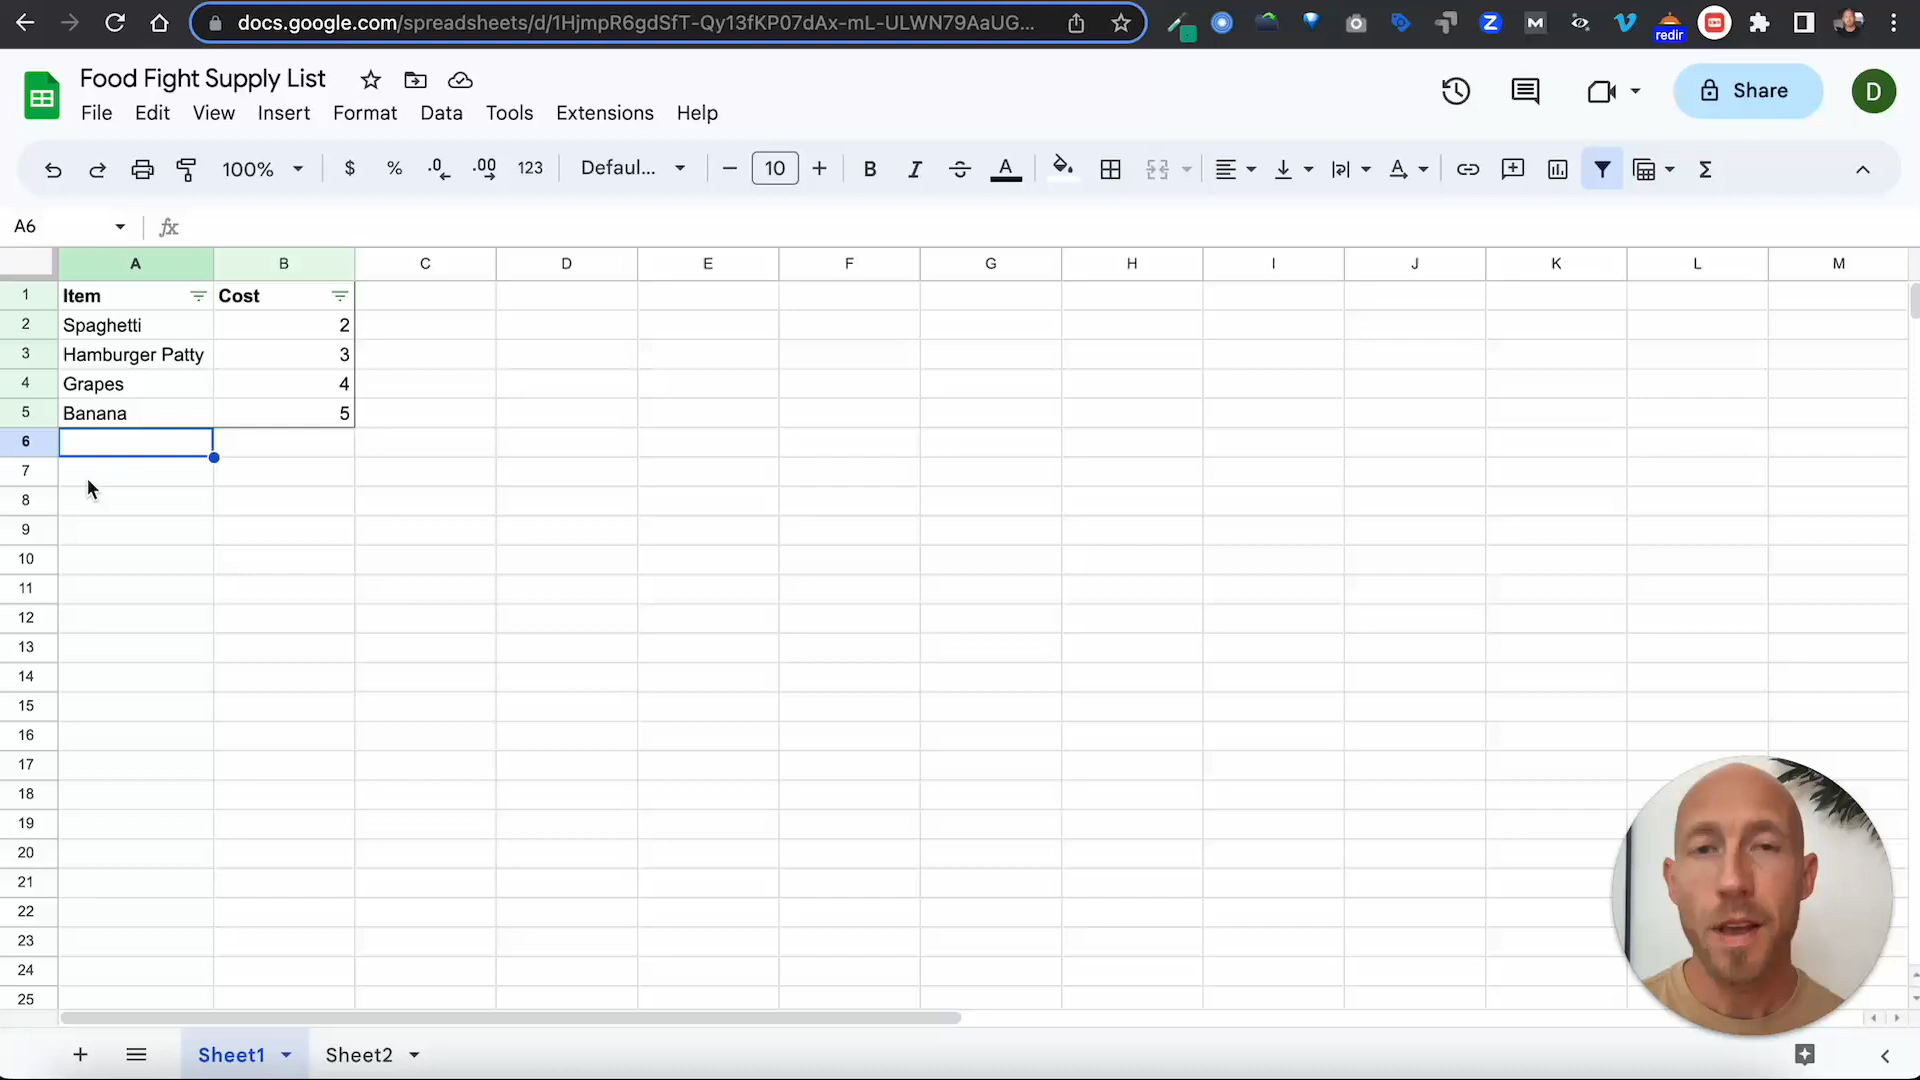 docs.google.com/spreadsheets/d/1HjmpR6gdSfT-Qy13fKP07dAx-mL-ULWN79AaUG...
redir
Food Fight Supply List
File Edit View Insert Format Data Tools Extensions Help
Share
D
100% $ % .0 .00 123 Defaul... 10 B I S A A Σ
A6 fx
A B C D E F G H I J K L M
1 Item Cost
2 Spaghetti 2
3 Hamburger Patty 3
4 Grapes 4
5 Banana 5
6
7
8
9
10
11
12
13
14
15
16
17
18
19
20
21
22
23
24
25
Sheet1 Sheet2